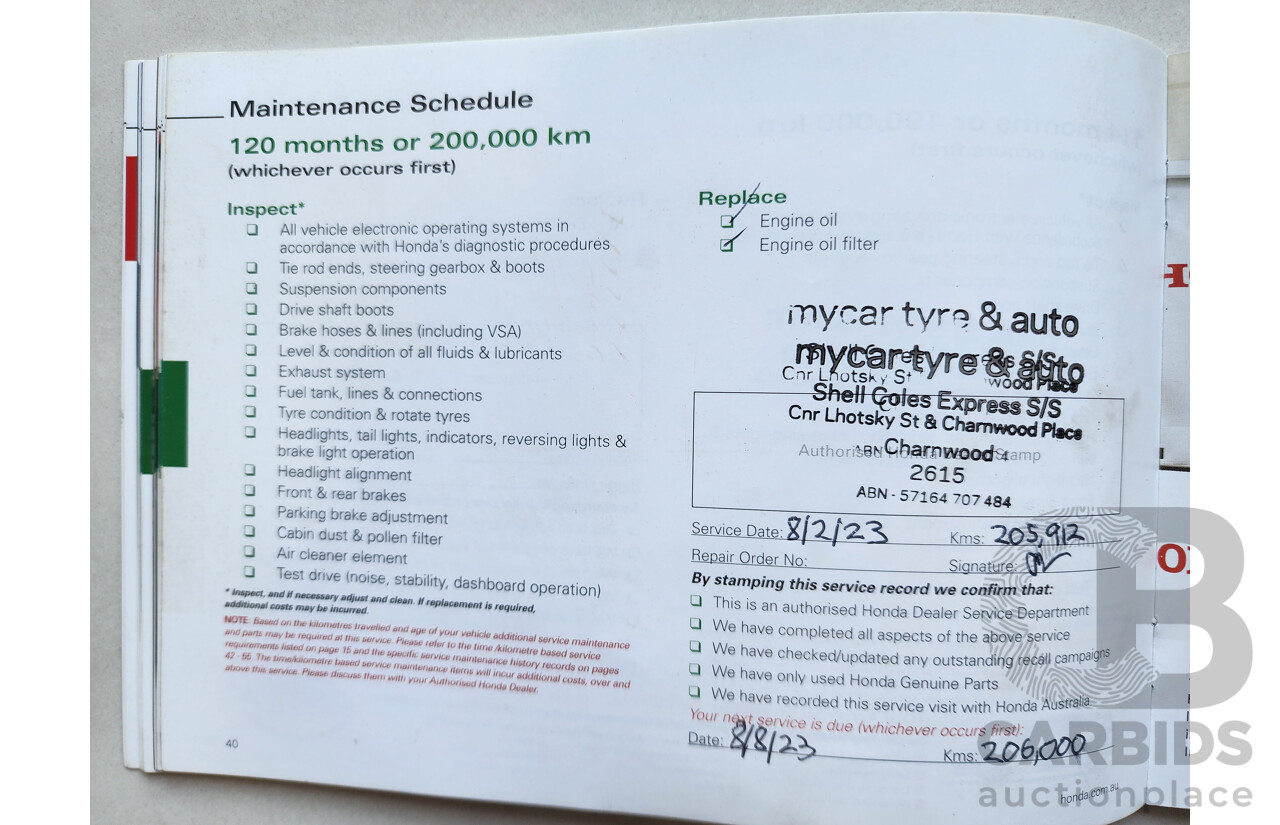 Maintenance Schedule
120 months or 200,000 km
(whichever occurs first)
Inspect*
All vehicle electronic operating systems in
accordance with Honda's diagnostic procedures
Tie rod ends, steering gearbox & boots
Suspension components
Drive shaft boots
Brake hoses & lines (including VSA)
Level & condition of all fluids & lubricants
Exhaust system
Fuel tank, lines & connections
Tyre condition & rotate tyres
Headlights, tail lights, indicators, reversing lights &
brake light operation
Headlight alignment
Front & rear brakes
Parking brake adjustment
Cabin dust & pollen filter
Air cleaner element
Test drive (noise, stability, dashboard operation)
* Inspect, and if necessary adjust and clean. If replacement is required,
additional costs may be incurred.
NOTE: Based on the kilometres travelled and age of your vehicle additional service maintenance
and parts may be required at this service. Please refer to the time /kilometre based service
requirements listed on page 15 and the specific service maintenance history records on pages
42 - 55. The time/kilometre based service maintenance items will incur additional costs, over and
above this service. Please discuss them with your Authorised Honda Dealer.
40
Replace
Engine oil
Engine oil filter
mycar tyre & auto
mycar tyre & auto
Cnr Lhotsky St
wood Place
Shell Coles Express S/S
Cnr Lhotsky St & Charnwood Place
Charnwood
Authorised Stamp
2615
ABN - 57164 707 484
Service Date: 8/2/23 Kms: 205,912
Repair Order No: Signature:
By stamping this service record we confirm that:
This is an authorised Honda Dealer Service Department
We have completed all aspects of the above service
We have checked/updated any outstanding recall campaigns
We have only used Honda Genuine Parts
We have recorded this service visit with Honda Australia
Your next service is due (whichever occurs first):
Date: 8/8/23 Kms: 206,000
honda.com.au
CARBIDS
auctionplace